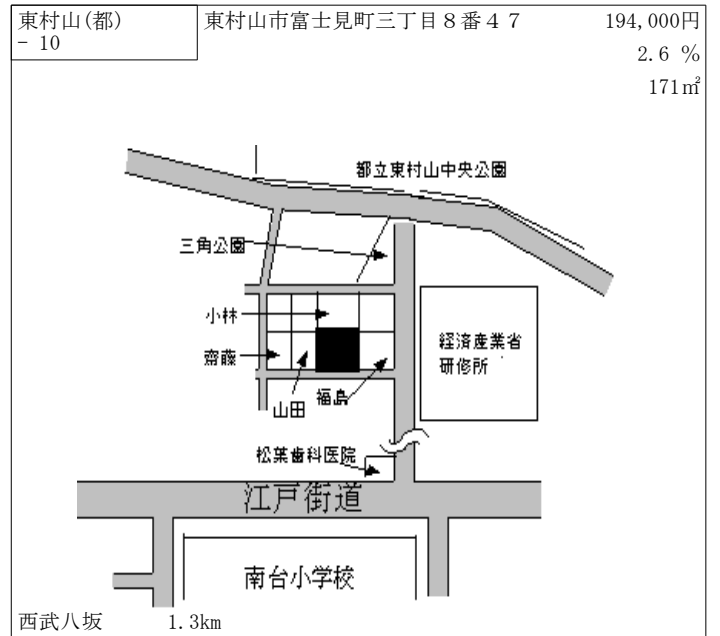 東村山(都)
- 10
東村山市富士見町三丁目８番４７
194,000円
2.6 %
171㎡
都立東村山中央公園
三角公園
小林
経済産業省
研修所
齋藤
山田
福島
松葉歯科医院
江戸街道
南台小学校
西武八坂 1.3km